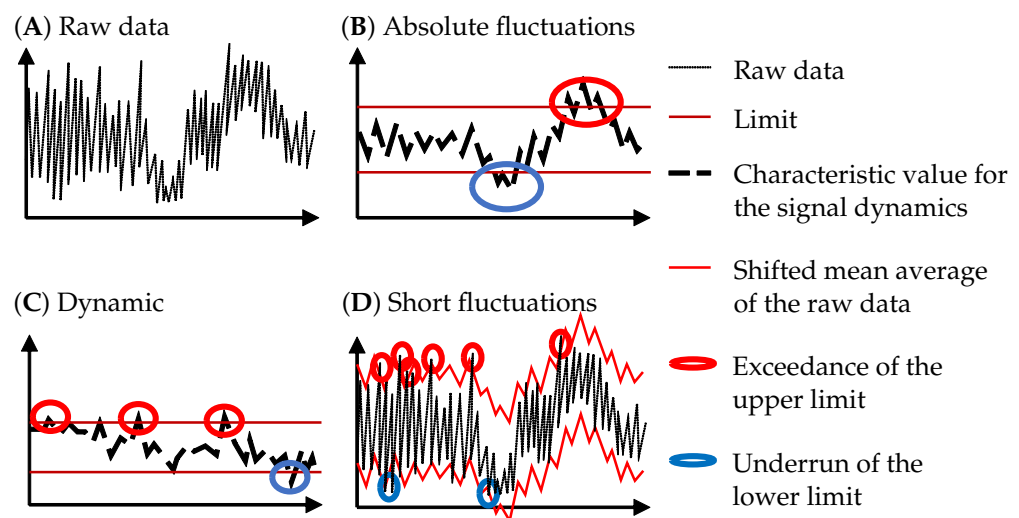 (A) Raw data
(B) Absolute fluctuations
Raw data
Limit
Characteristic value for
the signal dynamics
Shifted mean average
of the raw data
(C) Dynamic
(D) Short fluctuations
Exceedance of the
upper limit
Underrun of the
lower limit